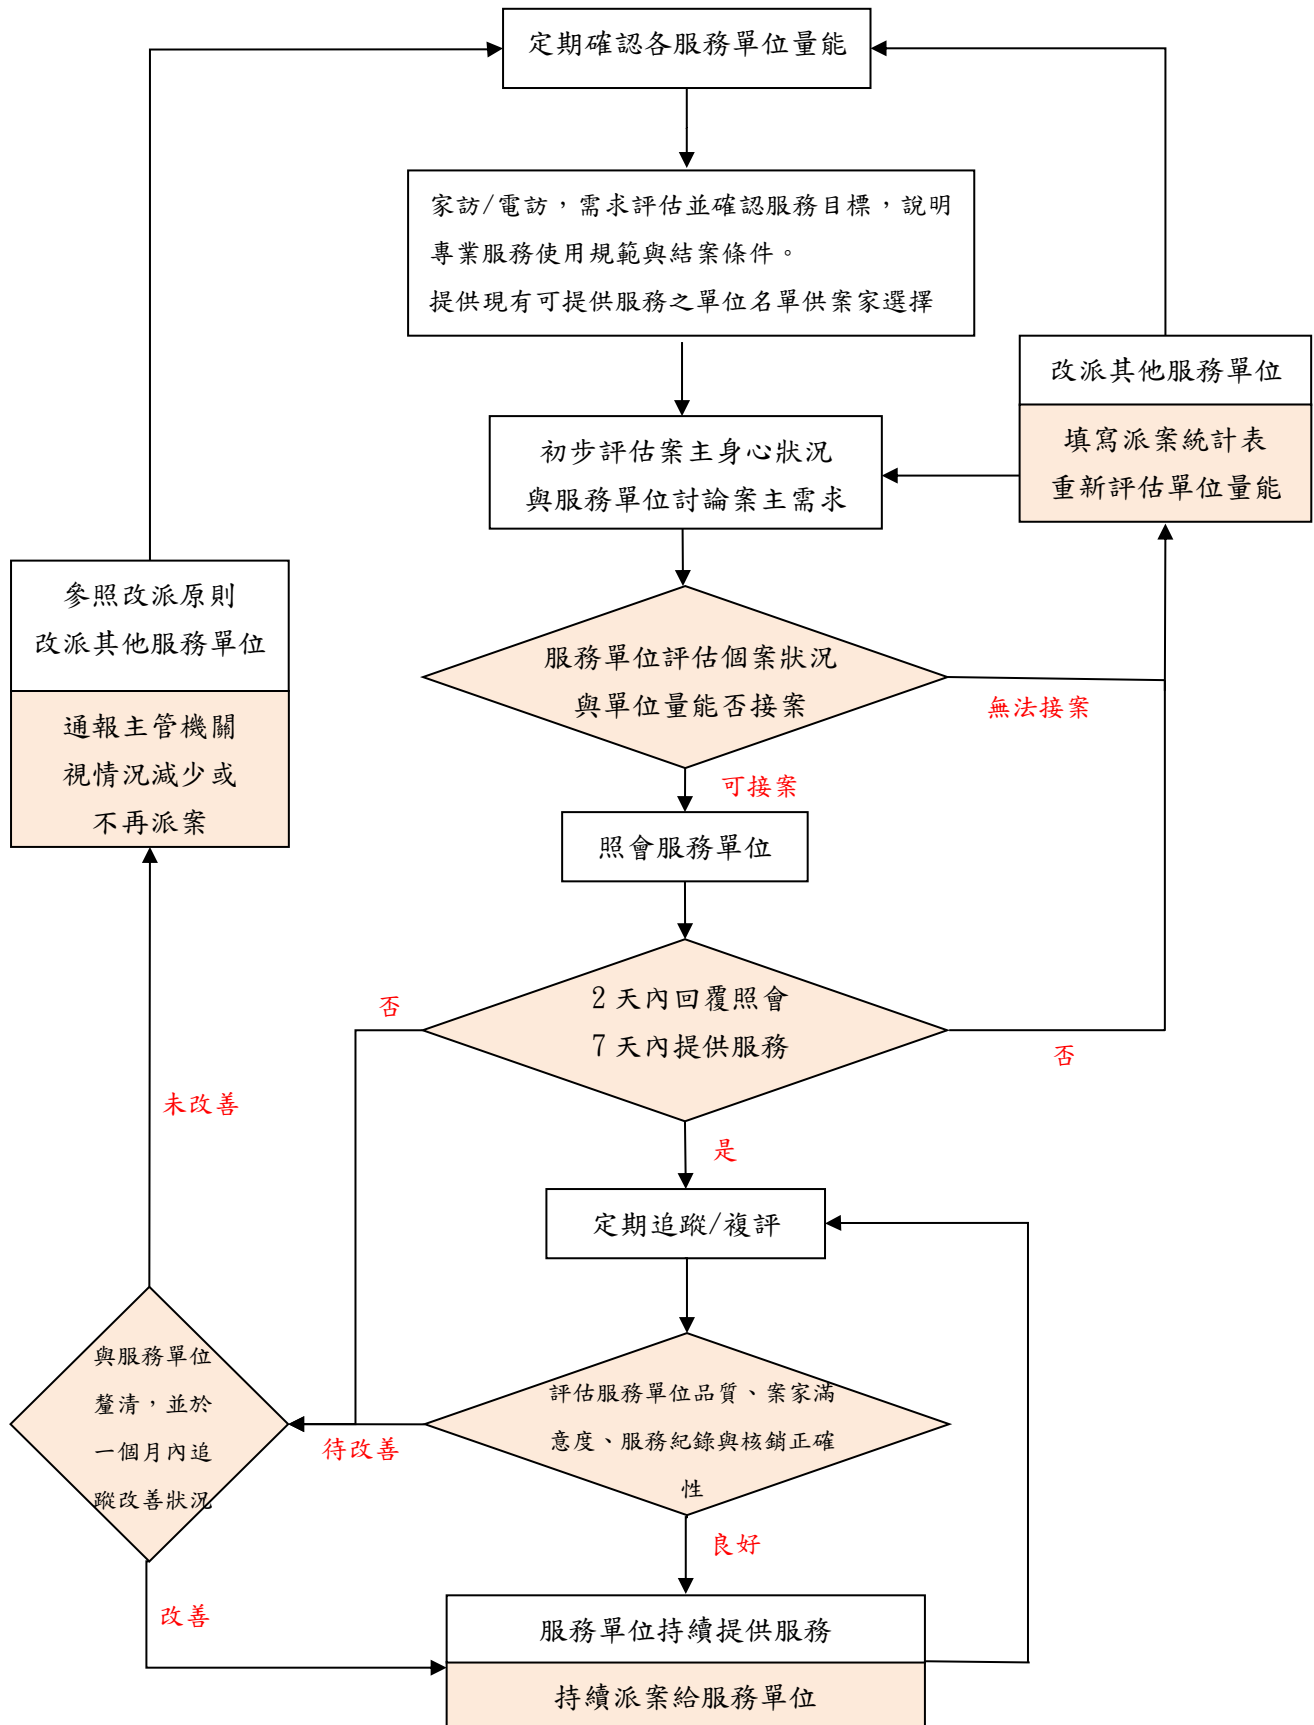 定期確認各服務單位量能
家訪/電訪，需求評估並確認服務目標，說明
專業服務使用規範與結案條件。
提供現有可提供服務之單位名單供案家選擇
改派其他服務單位
填寫派案統計表
重新評估單位量能
初步評估案主身心狀況
與服務單位討論案主需求
參照改派原則
改派其他服務單位
通報主管機關
視情況減少或
不再派案
服務單位評估個案狀況
與單位量能否接案
無法接案
可接案
照會服務單位
2 天內回覆照會
7 天內提供服務
否
否
未改善
是
定期追蹤/複評
與服務單位
釐清，並於
一個月內追
蹤改善狀況
評估服務單位品質、案家滿
意度、服務紀錄與核銷正確
性
待改善
良好
改善
服務單位持續提供服務
持續派案給服務單位